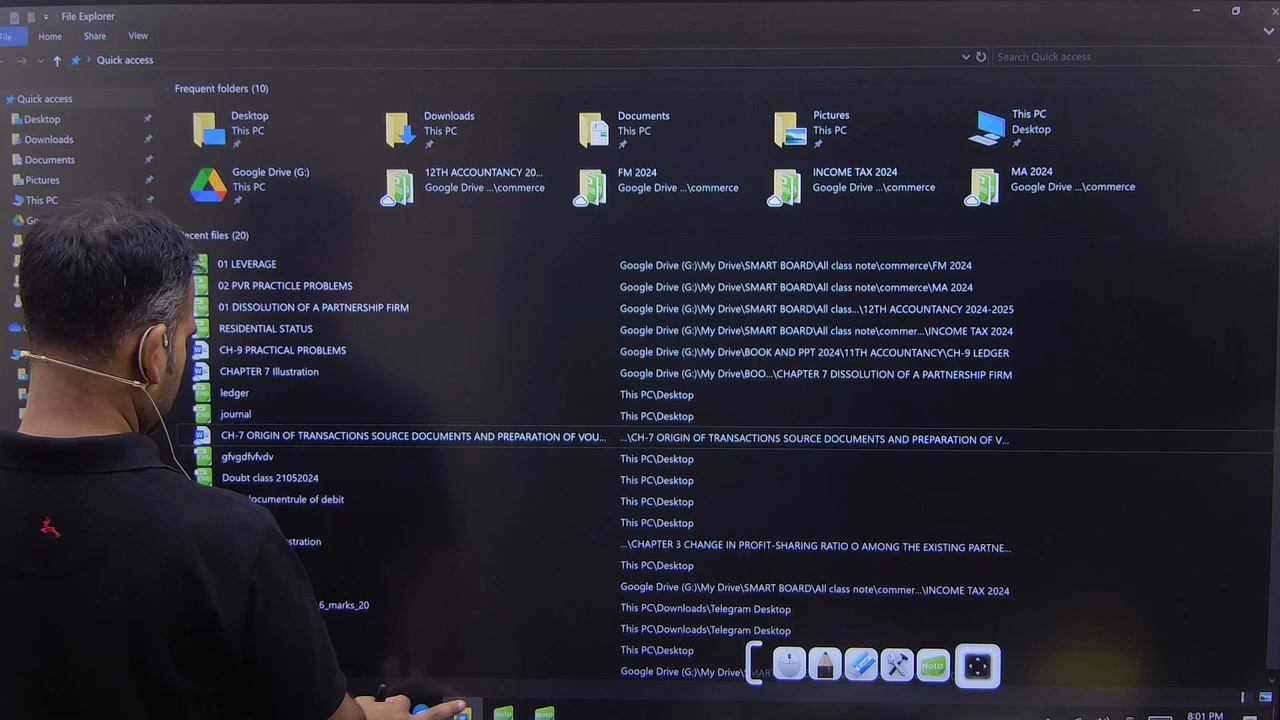 File Explorer
File Home Share View
Quick access
Search Quick access
Quick access
Desktop
Downloads
Documents
Pictures
This PC
Frequent folders (10)
Desktop
This PC
Downloads
This PC
Documents
This PC
Pictures
This PC
This PC
Desktop
Google Drive (G:)
This PC
12TH ACCOUNTANCY 20...
Google Drive ...\commerce
FM 2024
Google Drive ...\commerce
INCOME TAX 2024
Google Drive ...\commerce
MA 2024
Google Drive ...\commerce
Recent files (20)
01 LEVERAGE Google Drive (G:)\My Drive\SMART BOARD\All class note\commerce\FM 2024
02 PVR PRACTICLE PROBLEMS Google Drive (G:)\My Drive\SMART BOARD\All class note\commerce\MA 2024
01 DISSOLUTION OF A PARTNERSHIP FIRM Google Drive (G:)\My Drive\SMART BOARD\All class...\12TH ACCOUNTANCY 2024-2025
RESIDENTIAL STATUS Google Drive (G:)\My Drive\SMART BOARD\All class note\commer...\INCOME TAX 2024
CH-9 PRACTICAL PROBLEMS Google Drive (G:)\My Drive\BOOK AND PPT 2024\11TH ACCOUNTANCY\CH-9 LEDGER
CHAPTER 7 Illustration Google Drive (G:)\My Drive\BOO...\CHAPTER 7 DISSOLUTION OF A PARTNERSHIP FIRM
ledger This PC\Desktop
journal This PC\Desktop
CH-7 ORIGIN OF TRANSACTIONS SOURCE DOCUMENTS AND PREPARATION OF VOU... ...\CH-7 ORIGIN OF TRANSACTIONS SOURCE DOCUMENTS AND PREPARATION OF V...
gfvgdfvfvdv This PC\Desktop
Doubt class 21052024 This PC\Desktop
documentrule of debit This PC\Desktop
This PC\Desktop
stration ...\CHAPTER 3 CHANGE IN PROFIT-SHARING RATIO O AMONG THE EXISTING PARTNE...
This PC\Desktop
Google Drive (G:)\My Drive\SMART BOARD\All class note\commer...\INCOME TAX 2024
6_marks_20 This PC\Downloads\Telegram Desktop
This PC\Downloads\Telegram Desktop
This PC\Desktop
Google Drive (G:)\My Drive\SMART
Note
Note Note
8:01 PM